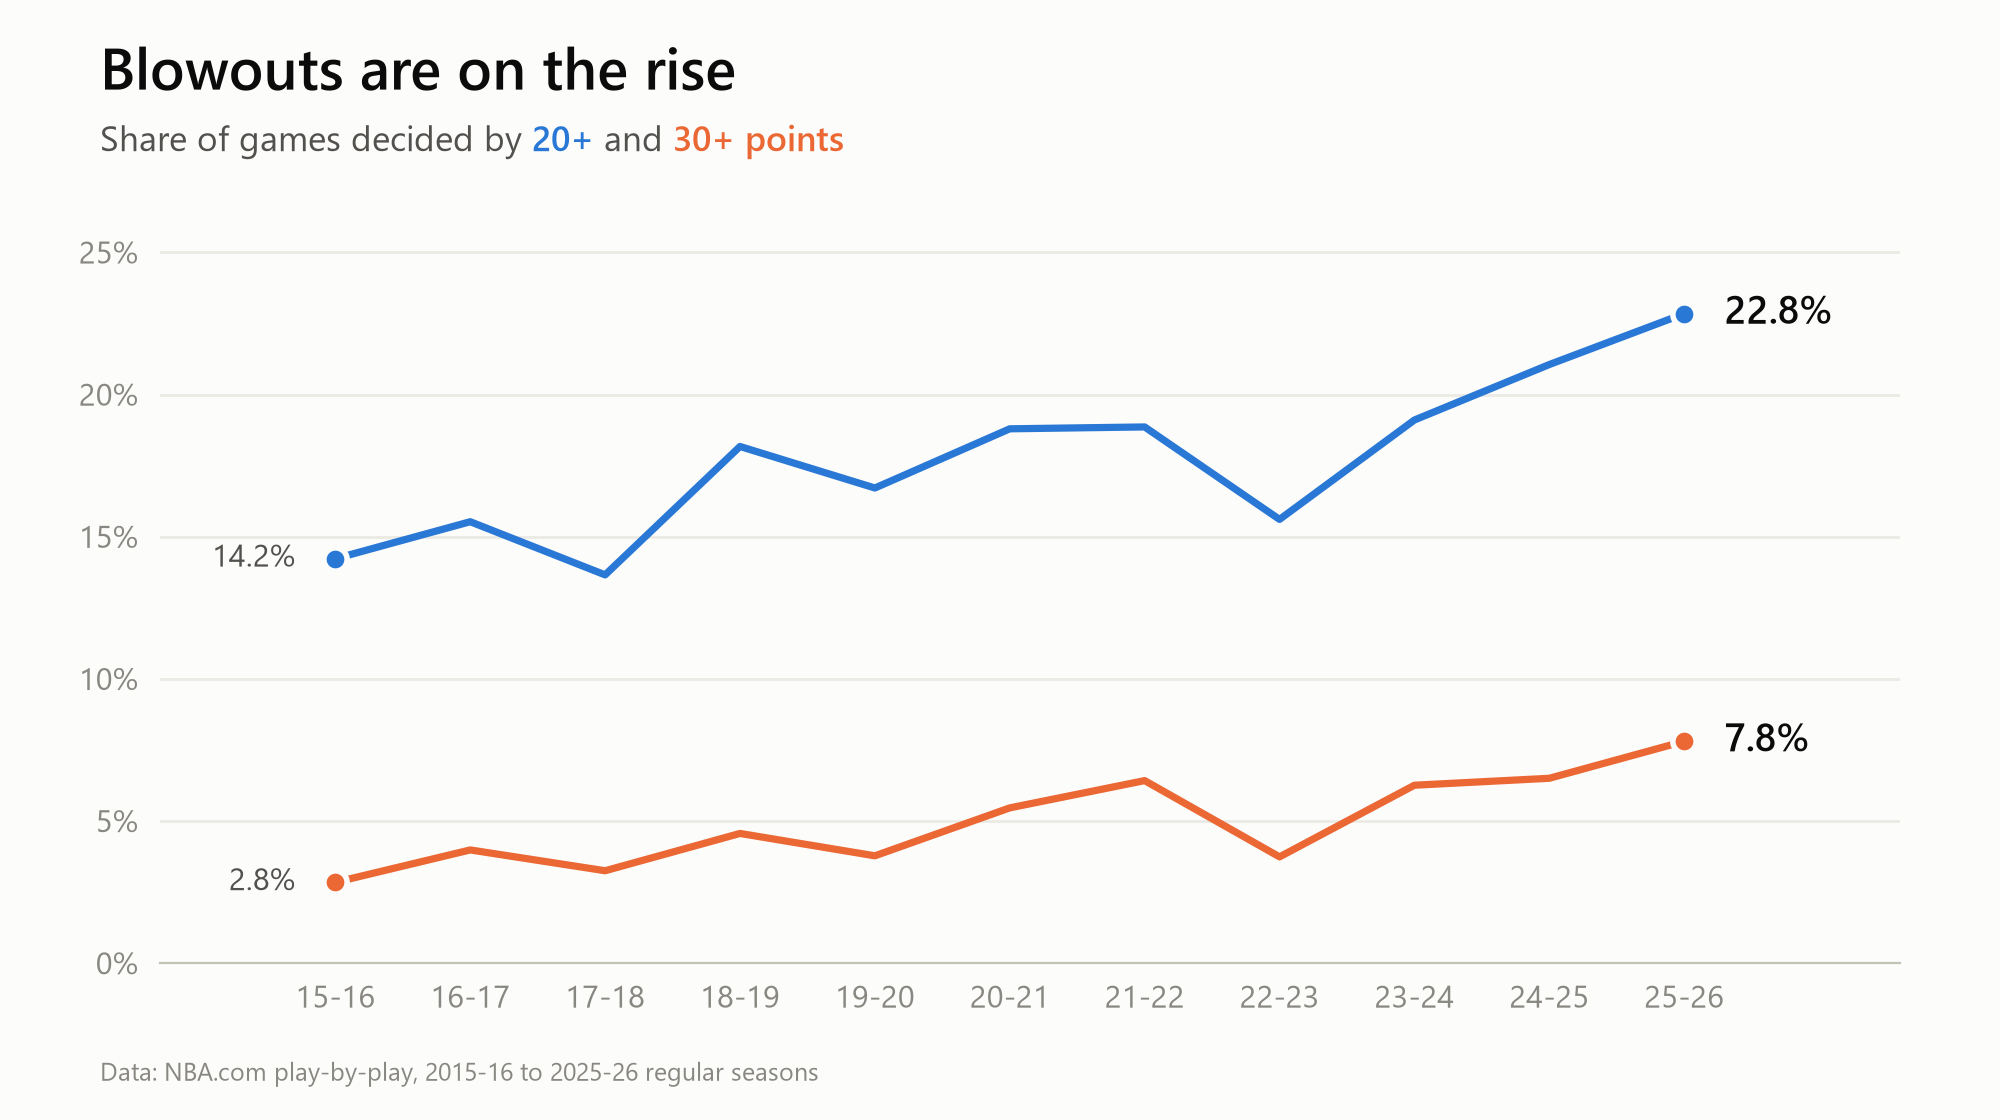 Blowouts are on the rise
Share of games decided by 20+ and 30+ points
25%
22.8%
20%
15%
14.2%
10%
7.8%
5%
2.8%
0%
15-16 16-17 17-18 18-19 19-20 20-21 21-22 22-23 23-24 24-25 25-26
Data: NBA.com play-by-play, 2015-16 to 2025-26 regular seasons